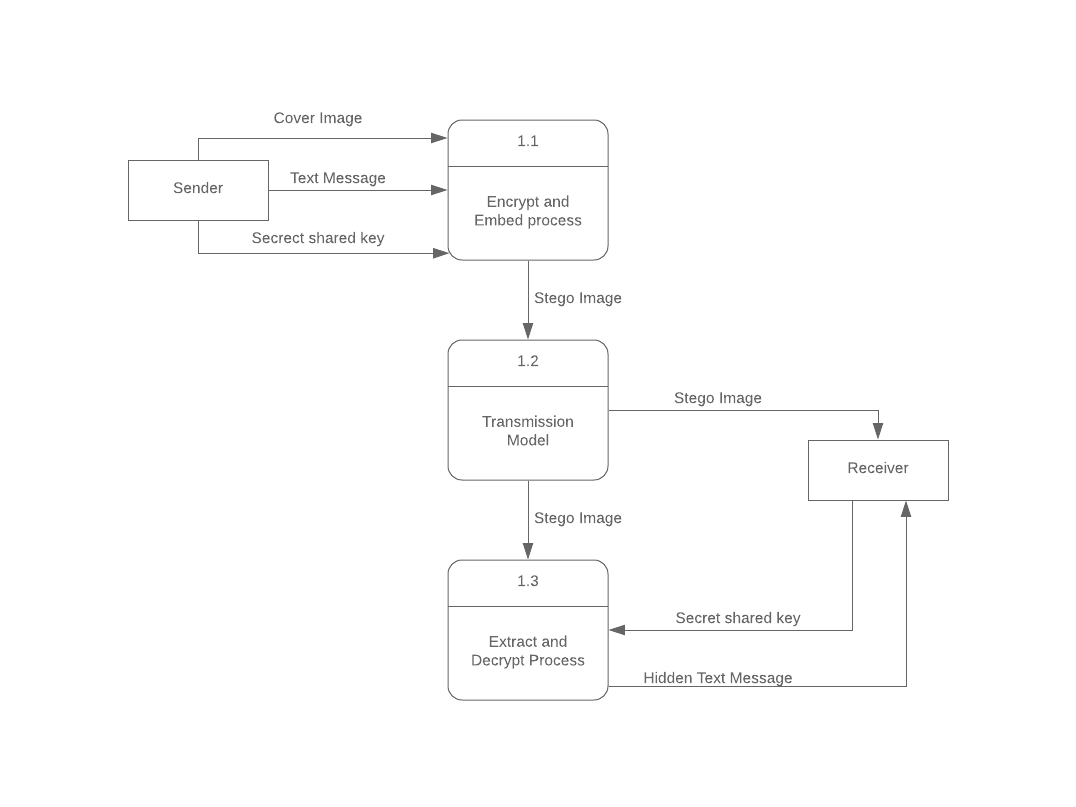 Cover Image
1.1
Sender
Text Message
Encrypt and
Embed process
Secrect shared key
Stego Image
1.2
Stego Image
Transmission
Model
Receiver
Stego Image
1.3
Secret shared key
Extract and
Decrypt Process
Hidden Text Message